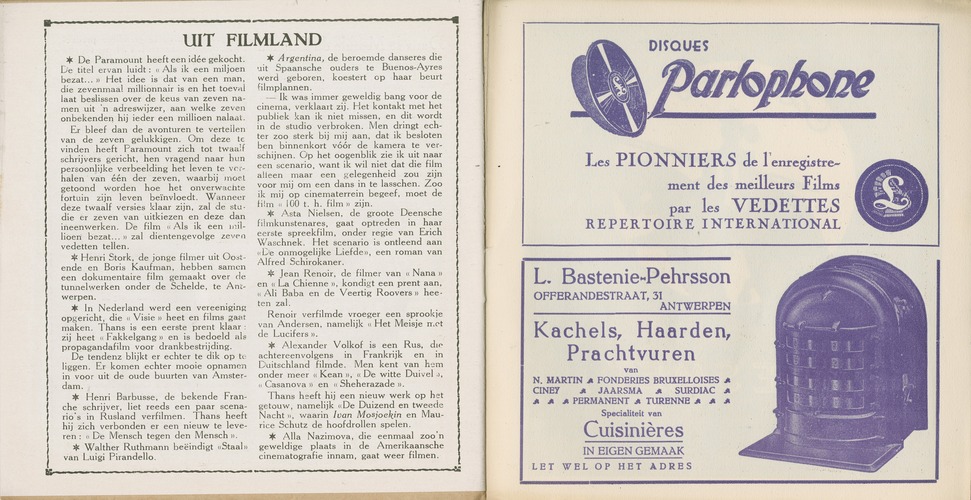 UIT FILMLAND
✶ De Paramount heeft een idée gekocht.
De titel ervan luidt : « Als ik een miljoen
bezat... » Het idee is dat van een man,
die zevenmaal millionnair is en het toeval
laat beslissen over de keus van zeven na-
men uit 'n adreswijzer, aan welke zeven
onbekenden hij ieder een millioen nalaat.
Er bleef dan de avonturen te vertellen
van de zeven gelukkigen. Om deze te
vinden heeft Paramount zich tot twaalf
schrijvers gericht, hen vragend naar hun
persoonlijke verbeelding het leven te ver-
halen van één der zeven, waarbij moet
getoond worden hoe het onverwachte
fortuin zijn leven beïnvloedt. Wanneer
deze twaalf versies klaar zijn, zal de stu-
die er zeven van uitkiezen en deze dan
ineenwerken. De film « Als ik een mil-
lioen bezat... » zal dientengevolge zeven
vedetten tellen.
✶ Henri Stork, de jonge filmer uit Oost-
ende en Boris Kaufman, hebben samen
een dokumentaire film gemaakt over de
tunnelwerken onder de Schelde, te Ant-
werpen.
✶ In Nederland werd een vereeniging
opgericht, die « Visie » heet en films gaat
maken. Thans is een eerste prent klaar :
zij heet « Fakkelgang » en is bedoeld als
propagandafilm voor drankbestrijding.
De tendenz blijkt er echter te dik op te
liggen. Er komen echter mooie opnamen
in voor uit de oude buurten van Amster-
dam.
✶ Henri Barbusse, de bekende Fran-
sche schrijver, liet reeds een paar scena-
rio's in Rusland verfilmen. Thans heeft
hij zich verbonden er een nieuw te leve-
ren : « De Mensch tegen den Mensch ».
✶ Walther Ruthmann beëindigt «Staal»
van Luigi Pirandello.
✶ Argentina, de beroemde danseres die
uit Spaansche ouders te Buenos-Ayres
werd geboren, koestert op haar beurt
filmplannen.
— Ik was immer geweldig bang voor de
cinema, verklaart zij. Het kontakt met het
publiek kan ik niet missen, en dit wordt
in de studio verbroken. Men dringt ech-
ter zoo sterk bij mij aan, dat ik besloten
ben binnenkort vóór de kamera te ver-
schijnen. Op het oogenblik zie ik uit naar
een scenario, want ik wil niet dat de film
alleen maar een gelegenheid zou zijn
voor mij om een dans in te lasschen. Zoo
ik mij op cinematerrein begeef, moet de
film « 100 t. h. film » zijn.
✶ Asta Nielsen, de groote Deensche
filmkunstenares, gaat optreden in haar
eerste spreekfilm, onder regie van Erich
Waschnek. Het scenario is ontleend aan
«De onmogelijke Liefde», een roman van
Alfred Schirokaner.
✶ Jean Renoir, de filmer van « Nana »
en « La Chienne », kondigt een prent aan,
« Ali Baba en de Veertig Roovers » hee-
ten zal.
Renoir verfilmde vroeger een sprookje
van Andersen, namelijk « Het Meisje met
de Lucifers ».
✶ Alexander Volkof is een Rus, die
achtereenvolgens in Frankrijk en in
Duitschland filmde. Men kent van hem
onder meer « Kean », « De witte Duivel »,
« Casanova » en « Sheherazade ».
Thans heeft hij een nieuw werk op het
getouw, namelijk «De Duizend en tweede
Nacht », waarin Ivan Mosjoekin en Mau-
rice Schutz de hoofdrollen spelen.
✶ Alla Nazimova, die eenmaal zoo'n
geweldige plaats in de Amerikaansche
cinematografie innam, gaat weer filmen.
DISQUES
Parlophone
Les PIONNIERS de l'enregistre-
ment des meilleurs Films
par les VEDETTES
REPERTOIRE INTERNATIONAL
L. Bastenie-Pehrsson
OFFERANDESTRAAT, 31
ANTWERPEN
Kachels, Haarden,
Prachtvuren
van
N. MARTIN FONDERIES BRUXELLOISES
CINEY JAARSMA SURDIAC
PERMANENT TURENNE
Specialiteit van
Cuisinières
IN EIGEN GEMAAK
LET WEL OP HET ADRES